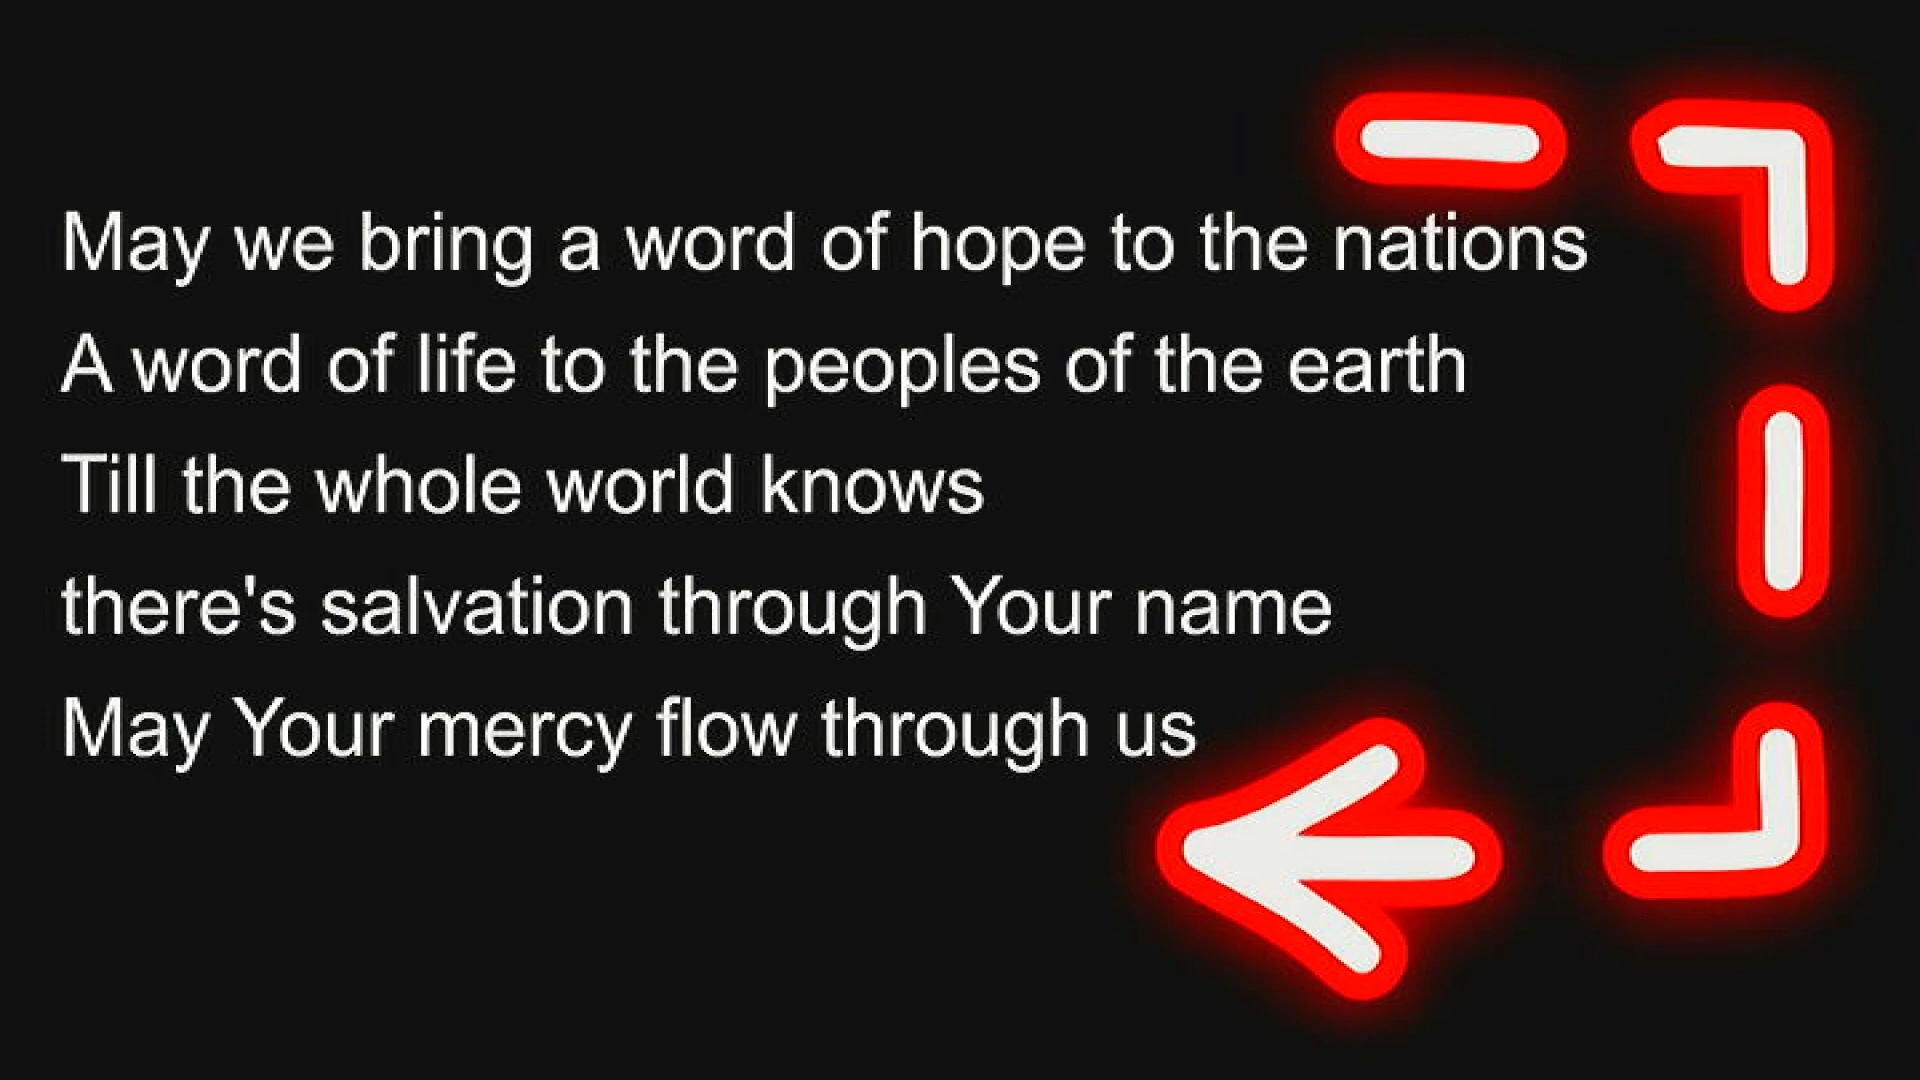 May we bring a word of hope to the nations
A word of life to the peoples of the earth
Till the whole world knows
there's salvation through Your name
May Your mercy flow through us